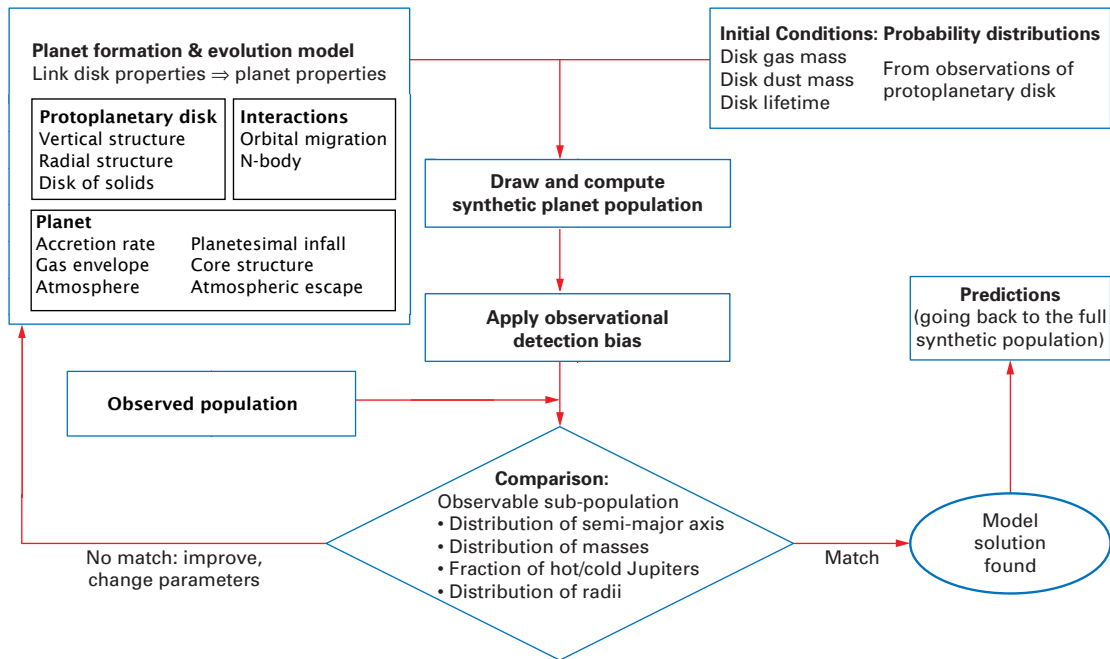 Planet formation & evolution model
Link disk properties ⇒ planet properties
Protoplanetary disk
Vertical structure
Radial structure
Disk of solids
Interactions
Orbital migration
N-body
Planet
Accretion rate
Gas envelope
Atmosphere
Planetesimal infall
Core structure
Atmospheric escape
Initial Conditions:
Disk gas mass
Disk dust mass
Disk lifetime
Probability distributions
From observations of
protoplanetary disk
Draw and compute
synthetic planet population
Apply observational
detection bias
Observed population
Comparison:
Observable sub-population
• Distribution of semi-major axis
• Distribution of masses
• Fraction of hot/cold Jupiters
• Distribution of radii
No match: improve,
change parameters
Match
Model
solution
found
Predictions
(going back to the full
synthetic population)